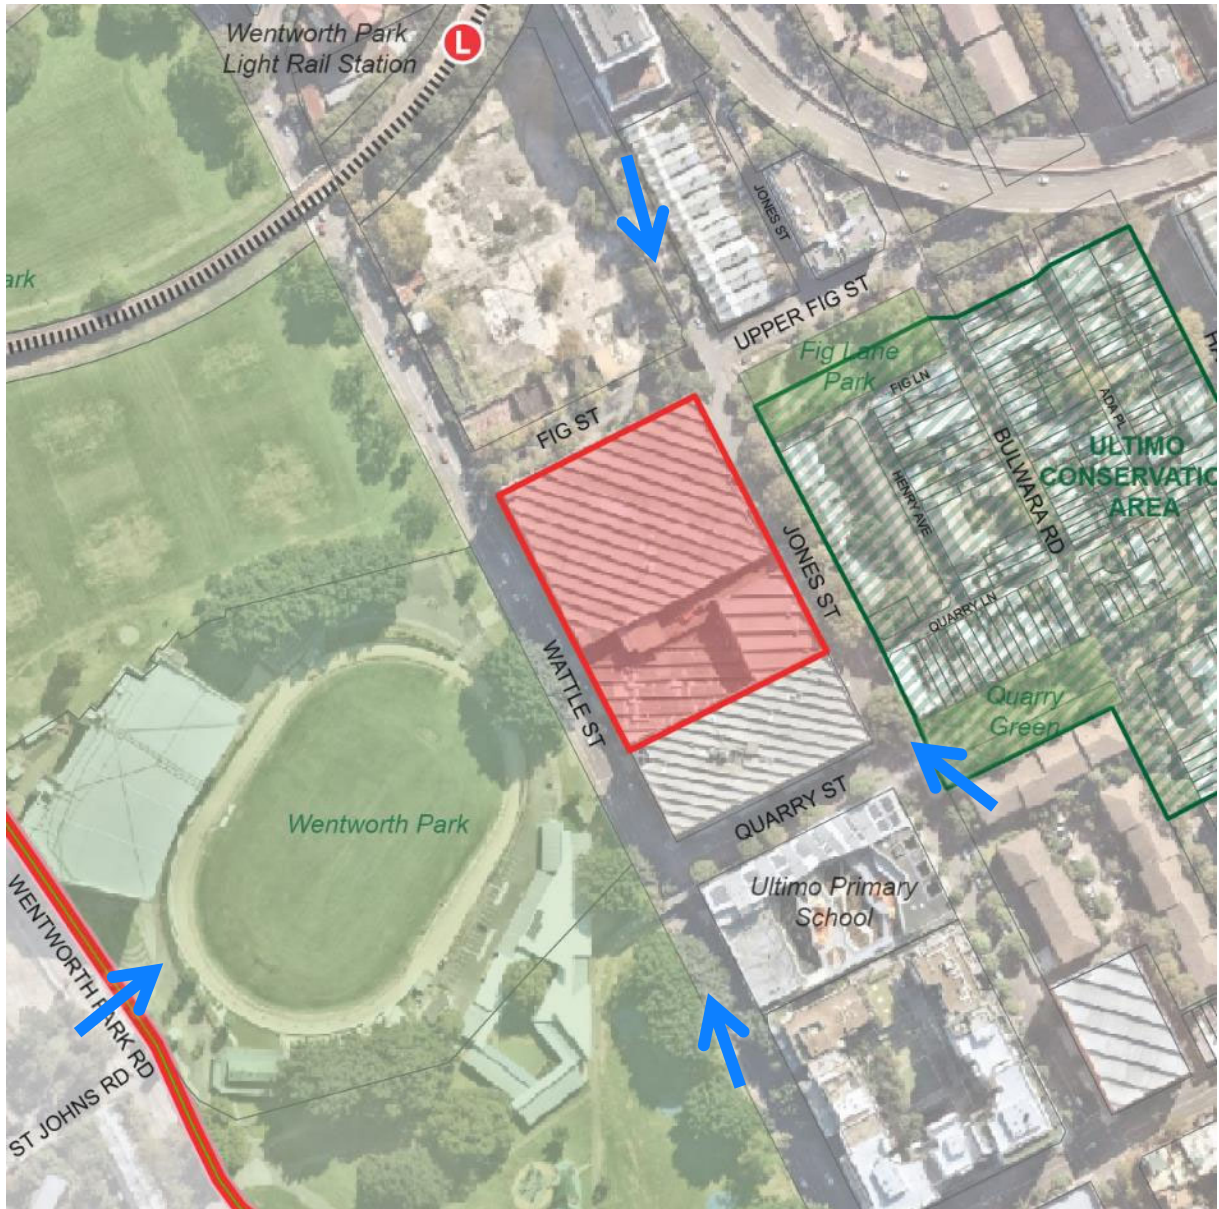 Wentworth Park
Light Rail Station
L
JONES ST
UPPER FIG ST
ark
Fig Lane
Park
FIG LN
FIG ST
ADA PL
HA
BULWARA RD
ULTIMO
CONSERVATIO
AREA
HENRY AVE
JONES ST
QUARRY LN
WATTLE ST
Quarry
Green
Wentworth Park
QUARRY ST
Ultimo Primary
School
WENTWORTH PARK RD
ST JOHNS RD